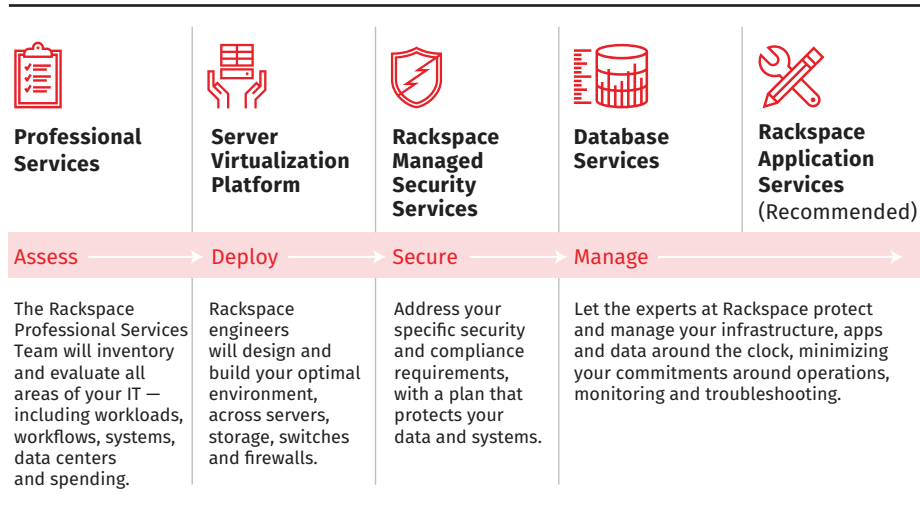 Professional
Services
Server
Virtualization
Platform
Rackspace
Managed
Security
Services
Database
Services
Rackspace
Application
Services
(Recommended)
Assess
Deploy
Secure
Manage
The Rackspace
Professional Services
Team will inventory
and evaluate all
areas of your IT —
including workloads,
workflows, systems,
data centers
and spending.
Rackspace
engineers
will design and
build your optimal
environment,
across servers,
storage, switches
and firewalls.
Address your
specific security
and compliance
requirements,
with a plan that
protects your
data and systems.
Let the experts at Rackspace protect
and manage your infrastructure, apps
and data around the clock, minimizing
your commitments around operations,
monitoring and troubleshooting.